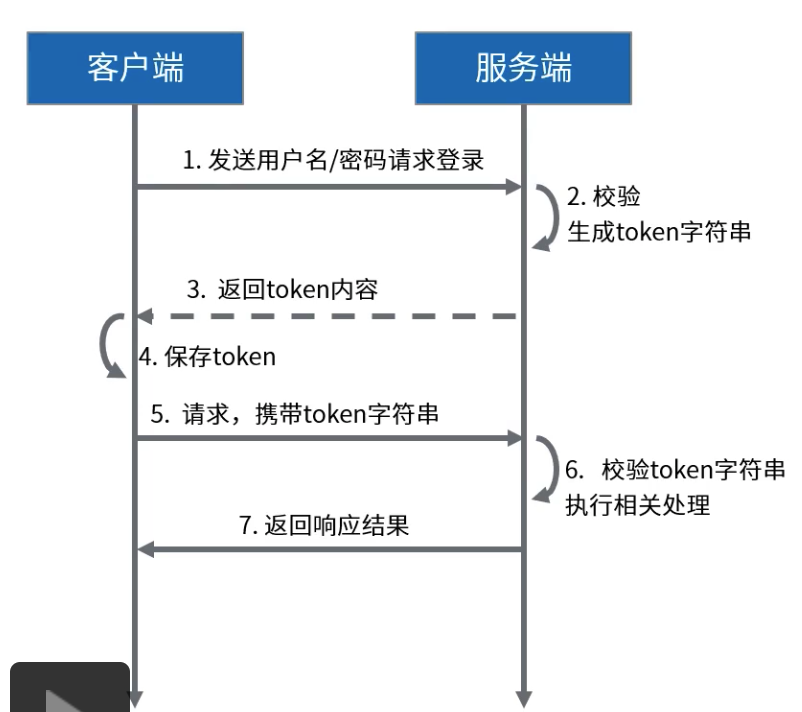 客户端
服务端
1. 发送用户名/密码请求登录
2. 校验
生成token字符串
3. 返回token内容
4. 保存token
5. 请求，携带token字符串
6. 校验token字符串
执行相关处理
7. 返回响应结果